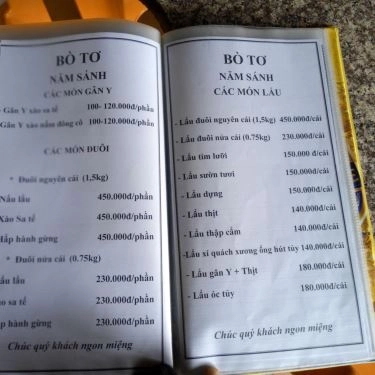 BÒ TƠ
NĂM SÁNH
CÁC MÓN GÂN Y
- Gân Y xào sa tế 100- 120.000đ/phần
Gân Y xào nấm đông cô 100-120.000đ/phần
CÁC MÓN ĐUÔI
* Đuôi nguyên cái (1,5kg)
Nấu lẩu 450.000đ/phần
Xào Sa tế 450.000đ/phần
Hấp hành gừng 450.000đ/phần
* Đuôi nửa cái (0.75kg)
lẩu 230.000đ/phần
sa tế 230.000đ/phần
hành gừng 230.000đ/phần
Chúc quý khách ngon miệng
BÒ TƠ
NĂM SÁNH
CÁC MÓN LẨU
- Lẩu đuôi nguyên cái (1,5kg) 450.000đ/cái
- Lẩu đuôi nửa cái (0.75kg) 230.000đ/cái
- Lẩu tim lưỡi 150.000 đ/cái
- Lẩu sườn tươi 150.000đ/cái
- Lẩu dựng 150.000đ/cái
- Lẩu thịt 140.000đ/cái
- Lẩu thập cẩm 140.000đ/cái
-Lẩu xí quách xương ống hút tủy 140.000đ/cái
- Lẩu gân Y + Thịt 180.000đ/cái
- Lẩu óc tủy 180.000đ/cái
Chúc quý khách ngon miệng